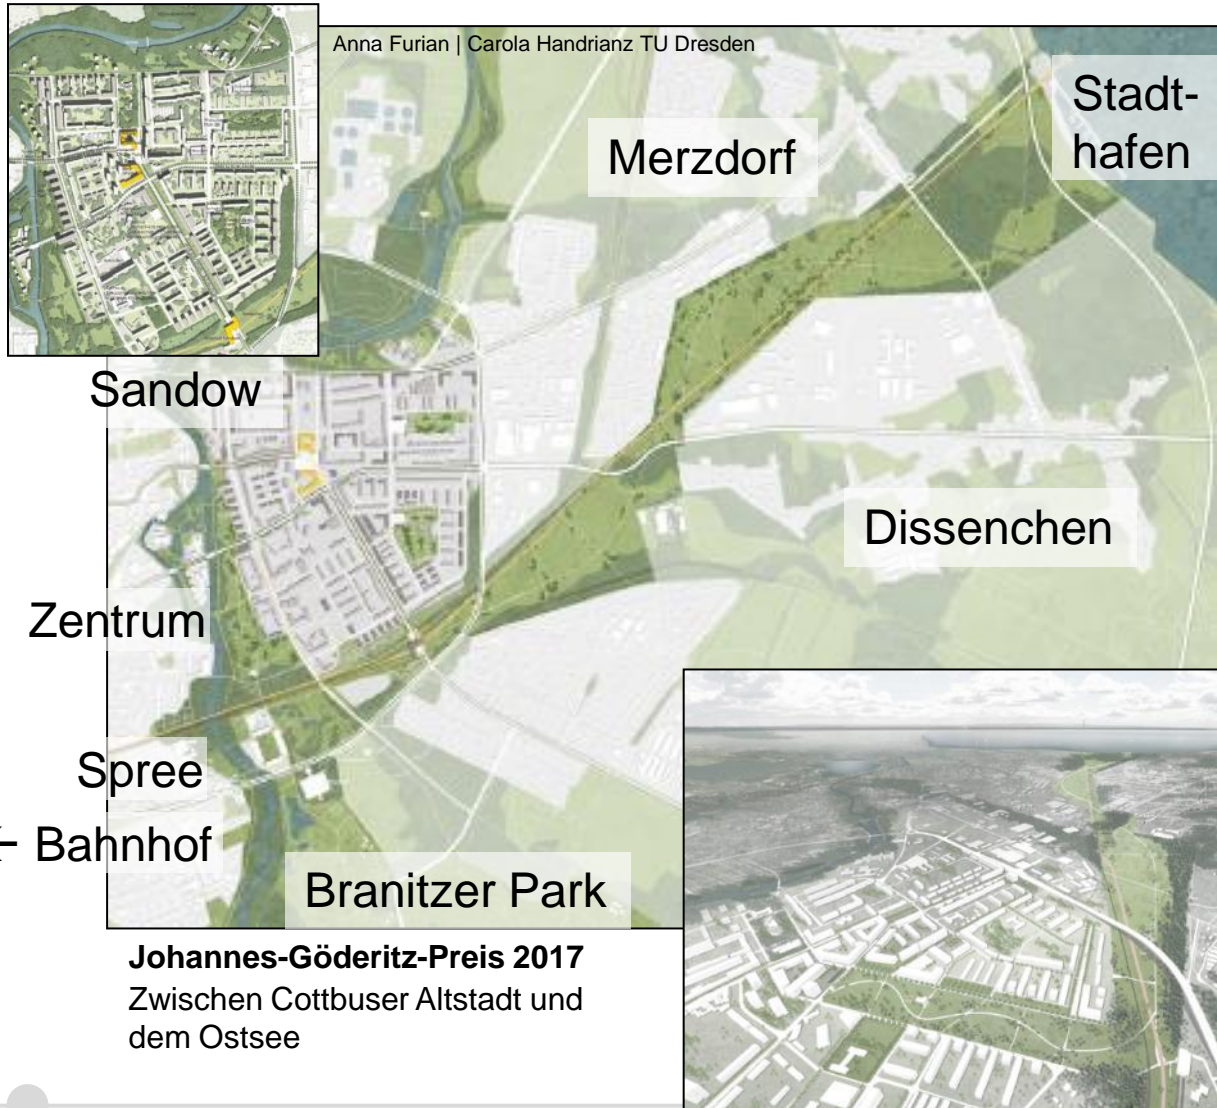 Anna Furian | Carola Handrianz TU Dresden
Stadt-
hafen
Merzdorf
Sandow
Dissenchen
Zentrum
Spree
← Bahnhof
Branitzer Park
Johannes-Göderitz-Preis 2017
Zwischen Cottbuser Altstadt und
dem Ostsee